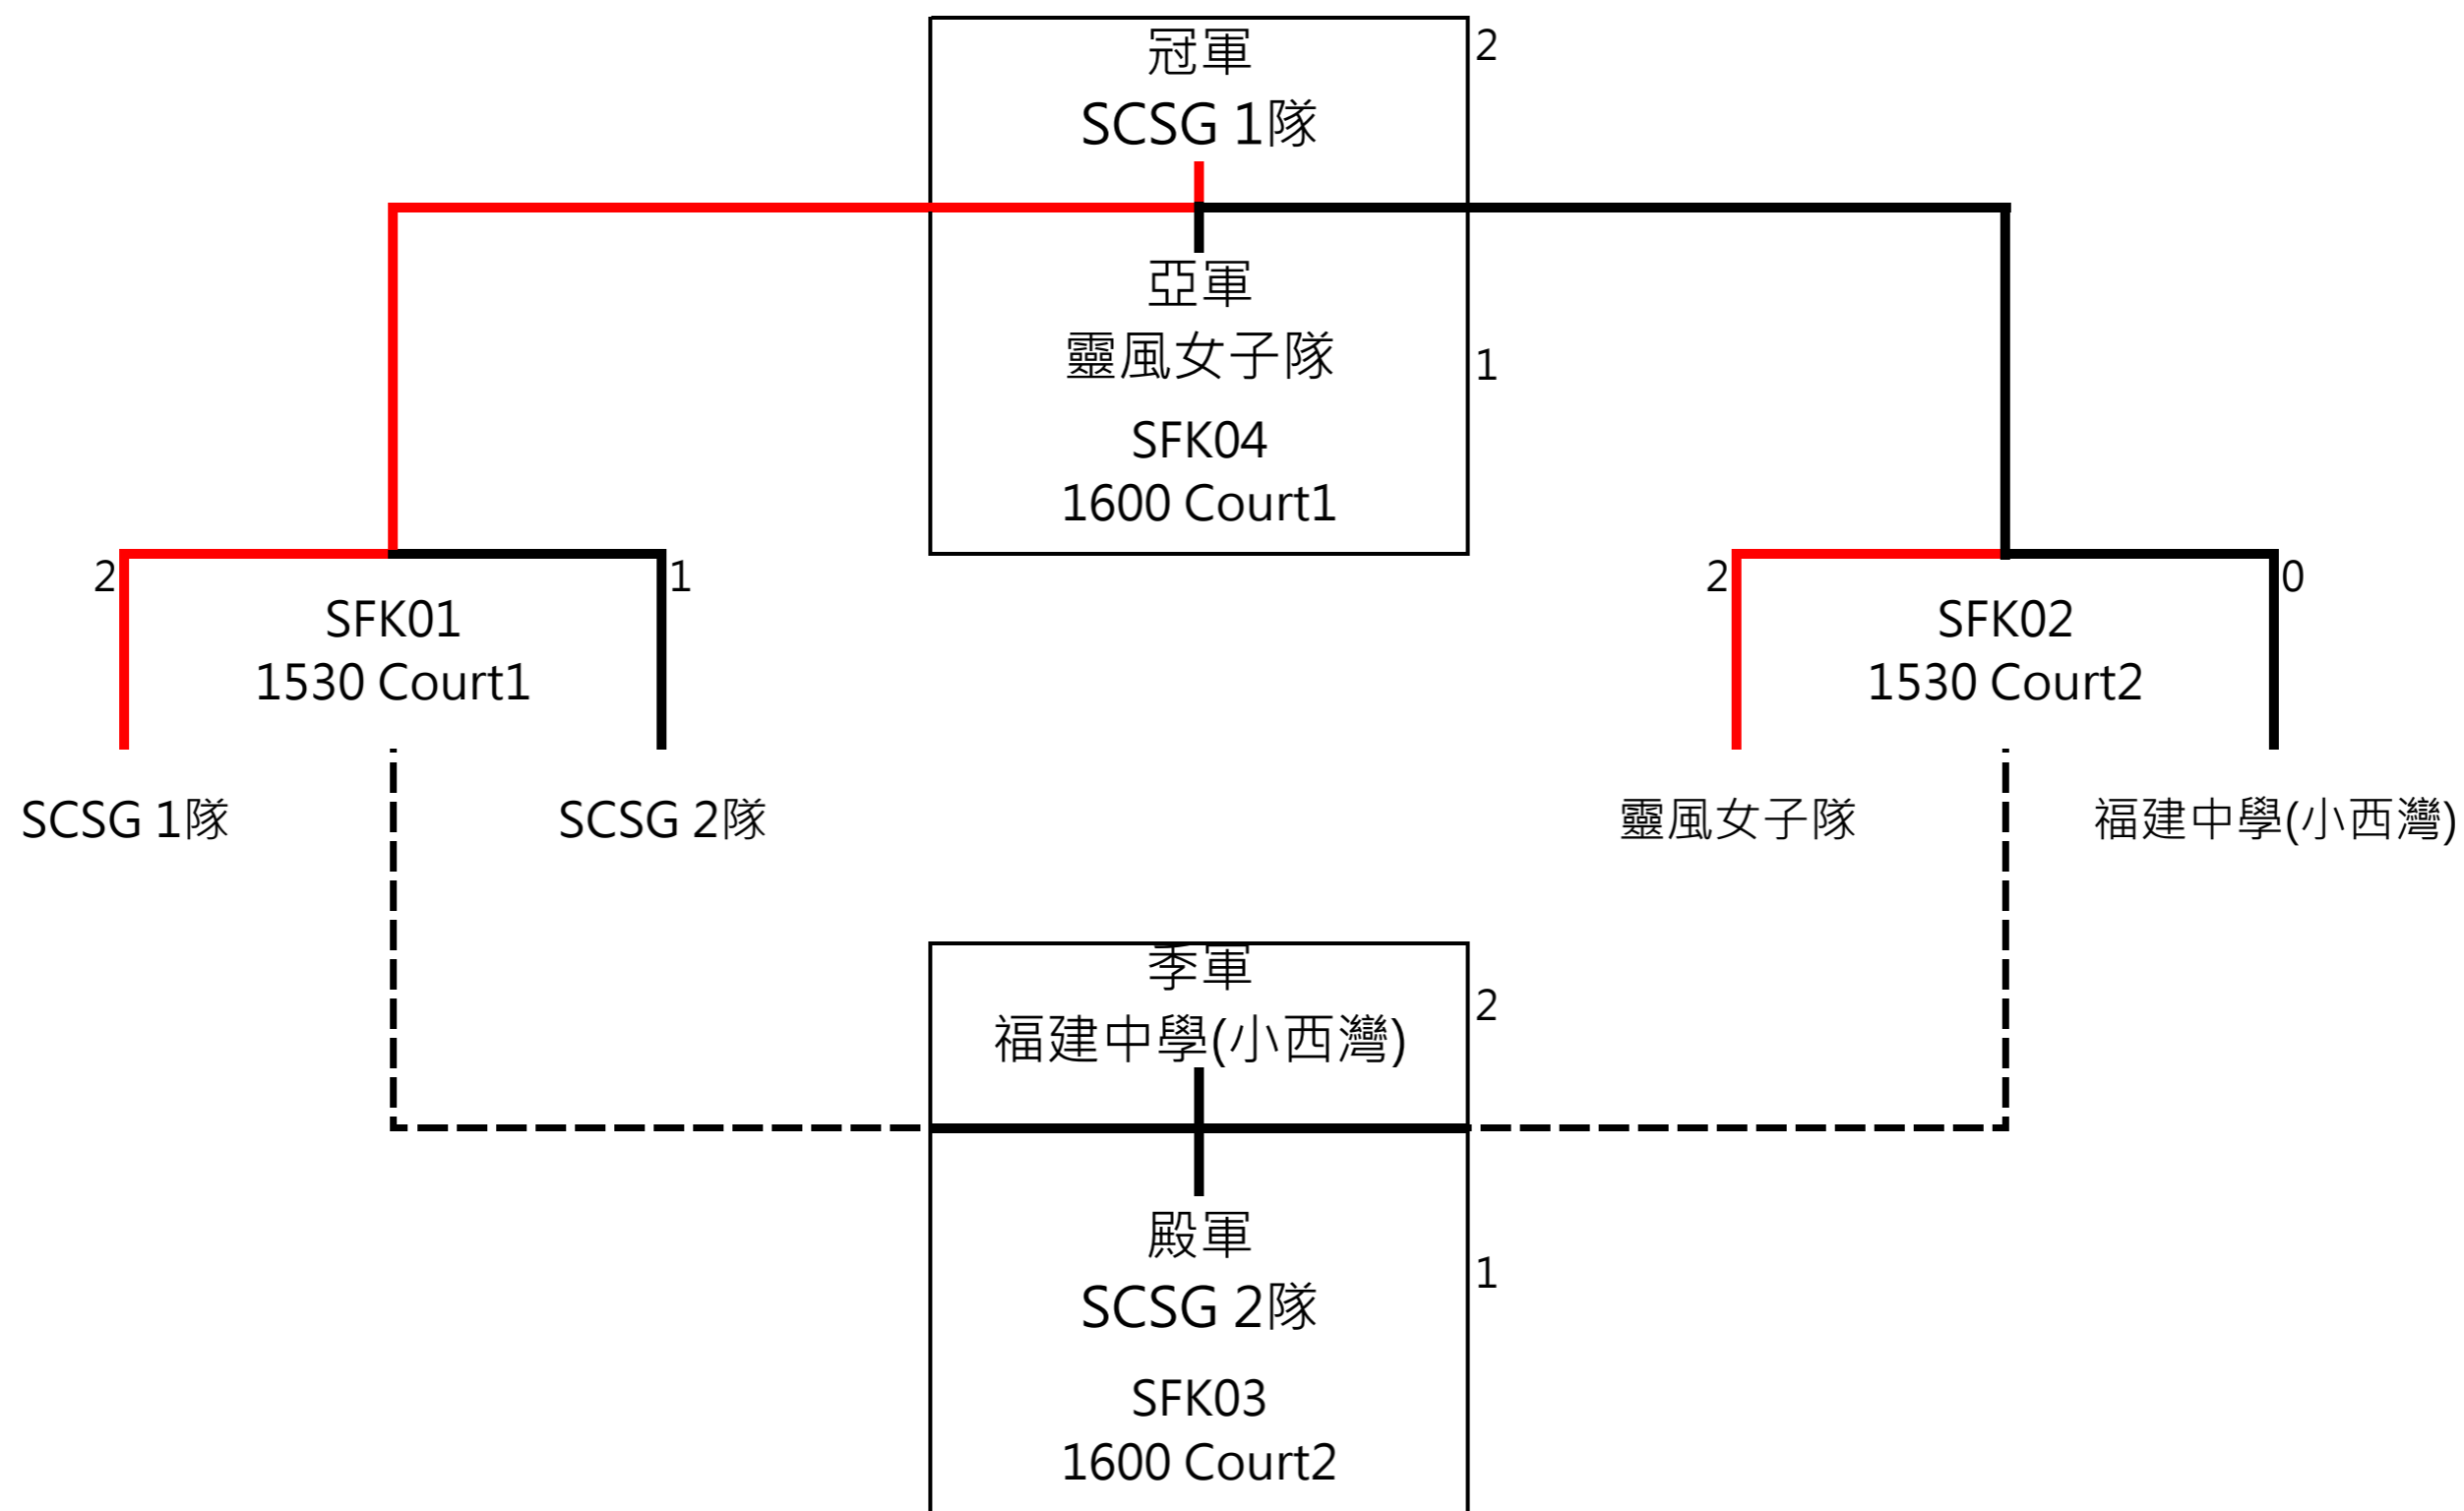 冠軍
2
SCSG 1隊
亞軍
靈風女子隊
1
SFK04
1600 Court1
2
1
SFK01
1530 Court1
2
0
SFK02
1530 Court2
SCSG 1隊
SCSG 2隊
靈風女子隊
福建中學(小西灣)
季軍
2
福建中學(小西灣)
殿軍
1
SCSG 2隊
SFK03
1600 Court2